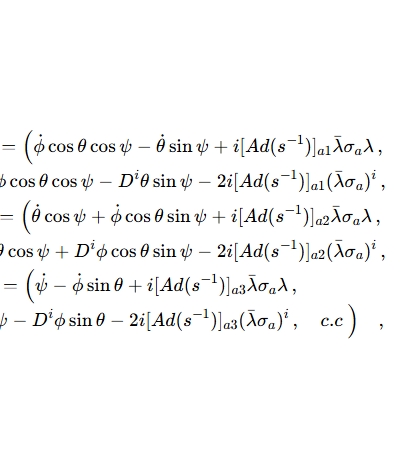 = (φ̇ cos θ cos ψ − θ̇ sin ψ + i[Ad(s⁻¹)]ₐ₁λ̄σₐλ ,
cos θ cos ψ − Dⁱθ sin ψ − 2i[Ad(s⁻¹)]ₐ₁(λ̄σₐ)ⁱ ,
= (θ̇ cos ψ + φ̇ cos θ sin ψ + i[Ad(s⁻¹)]ₐ₂λ̄σₐλ ,
cos ψ + Dⁱφ cos θ sin ψ − 2i[Ad(s⁻¹)]ₐ₂(λ̄σₐ)ⁱ ,
= (ψ̇ − φ̇ sin θ + i[Ad(s⁻¹)]ₐ₃λ̄σₐλ ,
− Dⁱφ sin θ − 2i[Ad(s⁻¹)]ₐ₃(λ̄σₐ)ⁱ , c.c ) ,